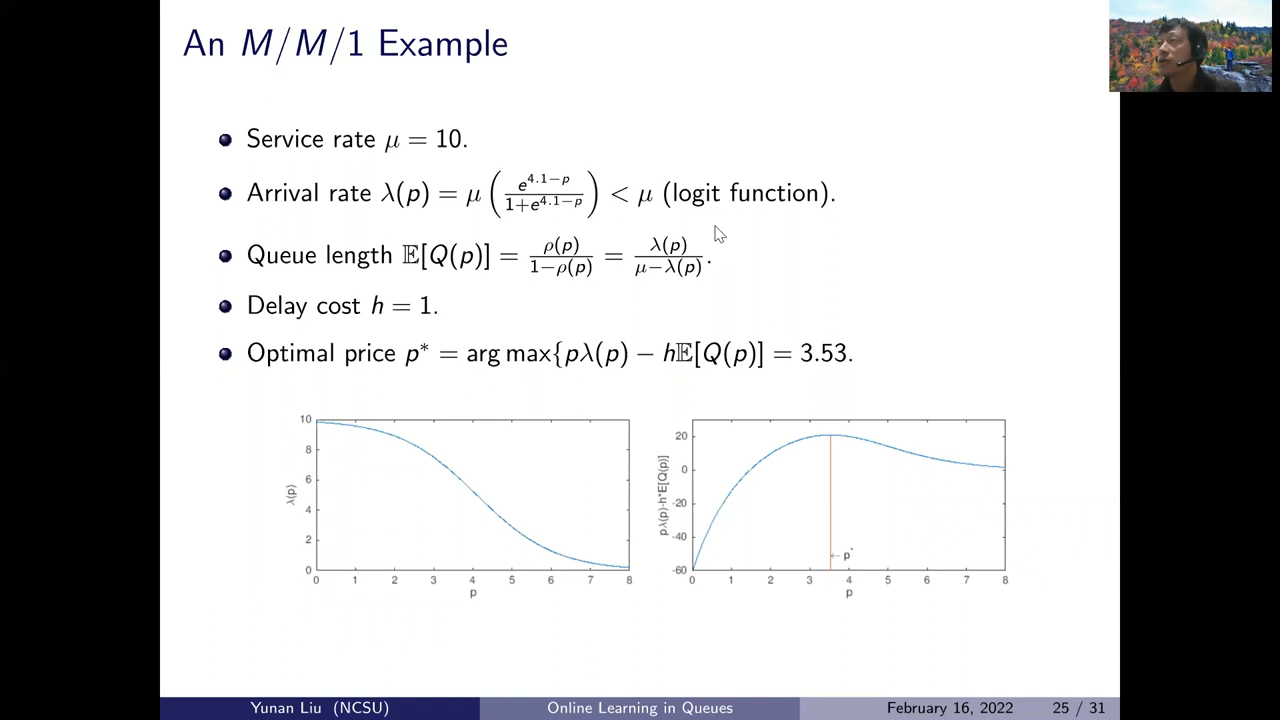 An M/M/1 Example
Service rate μ = 10.
Arrival rate λ(p) = μ (e^{4.1−p} / 1+e^{4.1−p}) < μ (logit function).
Queue length 𝔼[Q(p)] = ρ(p) / 1−ρ(p) = λ(p) / μ−λ(p).
Delay cost h = 1.
Optimal price p* = arg max{pλ(p) − h𝔼[Q(p)] = 3.53.
10
8
6
4
2
0
λ(p)
0 1 2 3 4 5 6 7 8
p
20
0
-20
-40
-60
pλ(p)-h*E[Q(p)]
← p*
0 1 2 3 4 5 6 7 8
p
Yunan Liu (NCSU) Online Learning in Queues February 16, 2022 25 / 31